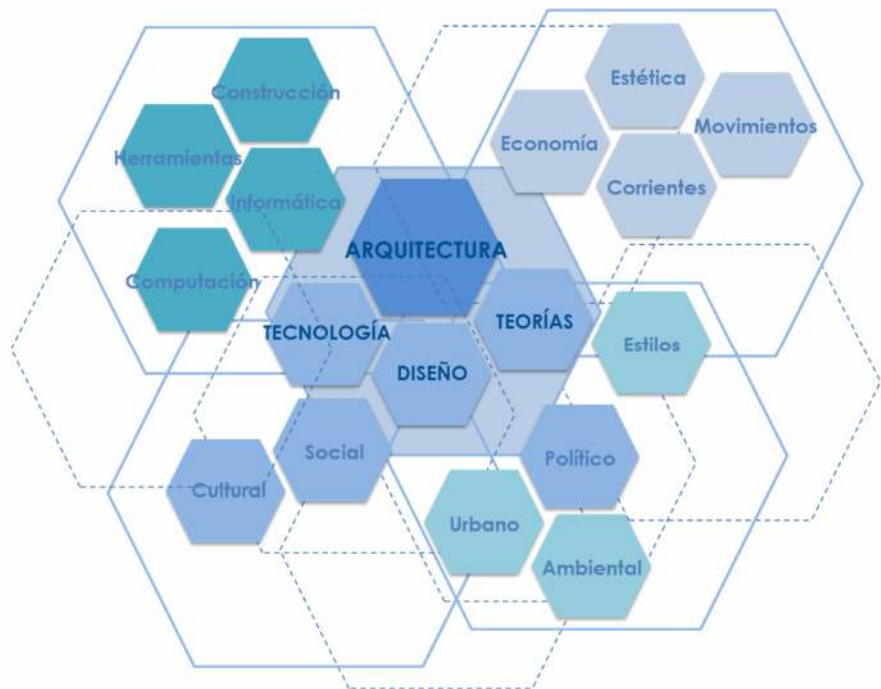 Construcción
Herramientas
Informática
Computación
Estética
Economía
Movimientos
Corrientes
ARQUITECTURA
TECNOLOGÍA
TEORÍAS
DISEÑO
Estilos
Social
Cultural
Político
Urbano
Ambiental